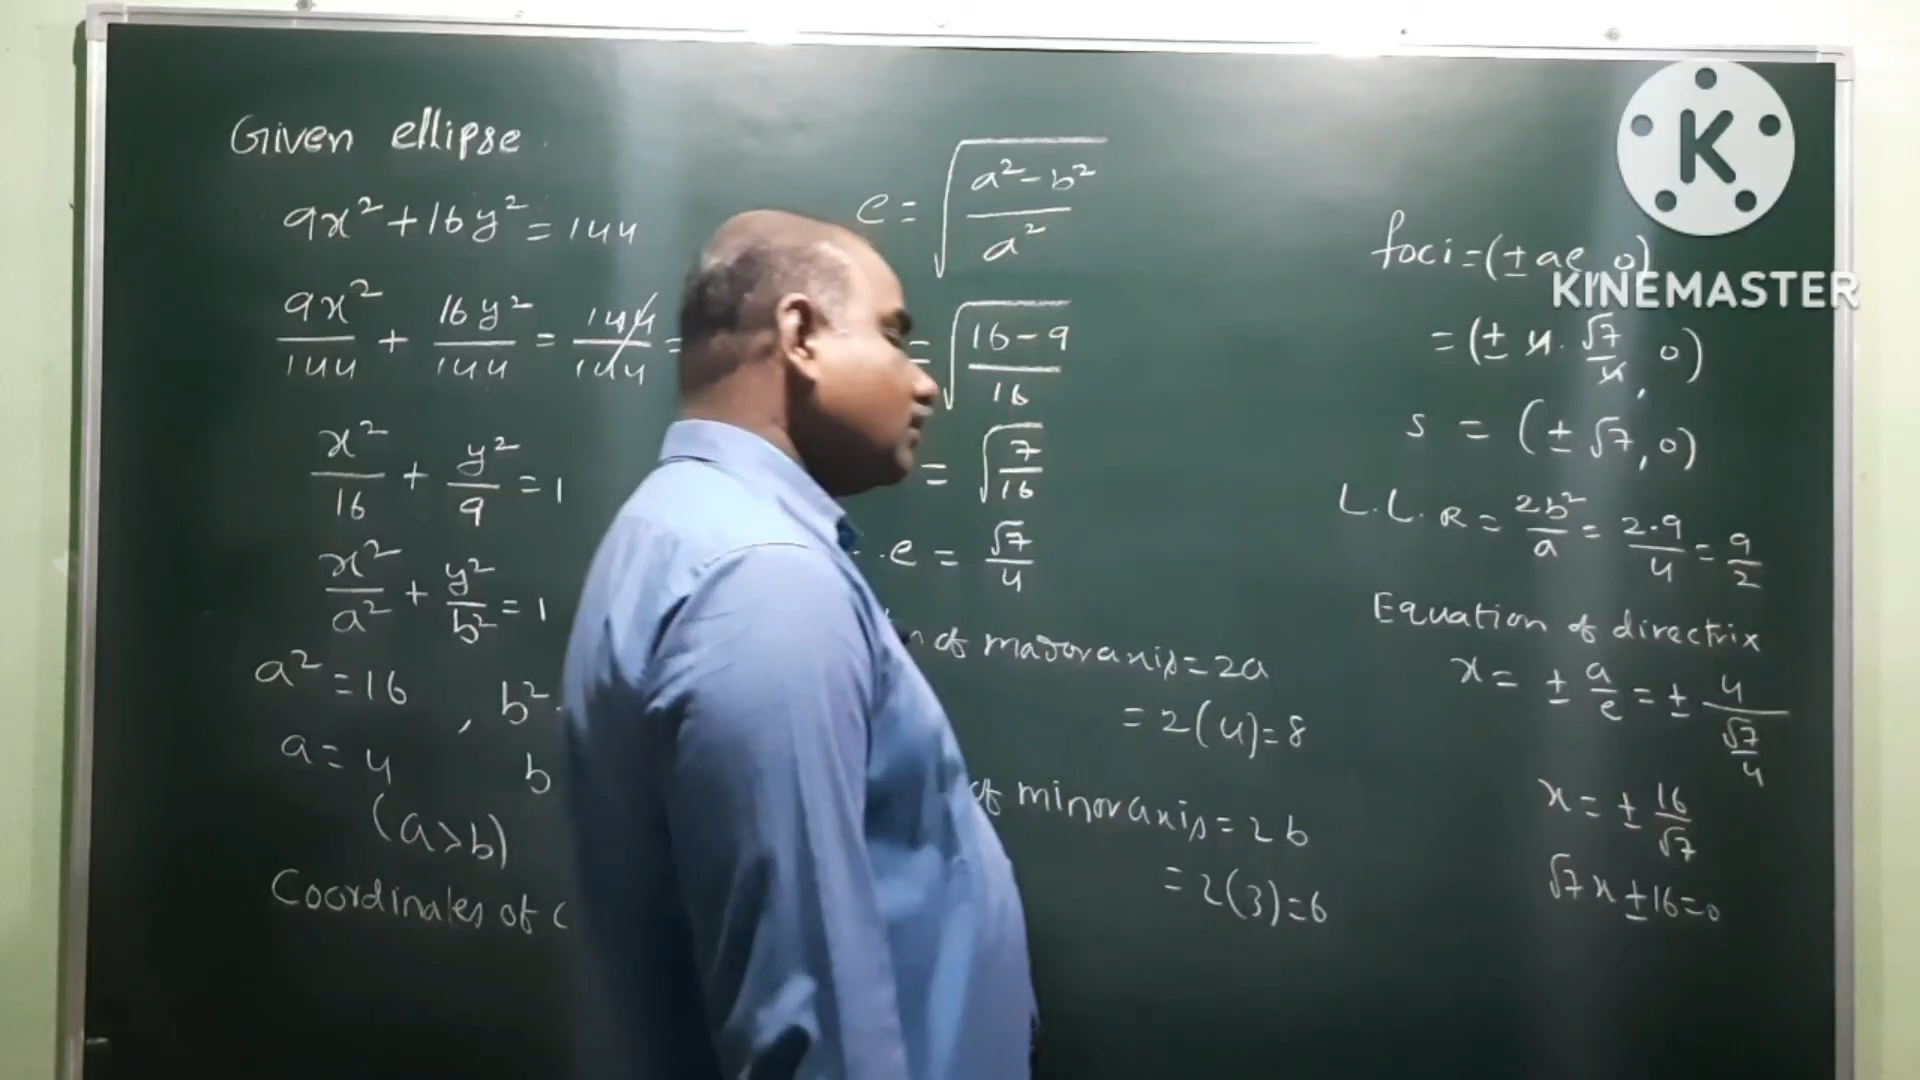 Given ellipse.
9x² + 16y² = 144
9x²/144 + 16y²/144 = 144/144 =
x²/16 + y²/9 = 1
x²/a² + y²/b² = 1
a² = 16 , b²
a = 4 b
(a>b)
Coordinates of C
e = √((a²-b²)/a²)
= √((16-9)/16)
= √(7/16)
e = √7/4
of major axis = 2a
= 2(4) = 8
of minor axis = 2b
= 2(3) = 6
foci = (±ae, 0)
= (± 4 · √7/4, 0)
s = (±√7, 0)
L.L.R = 2b²/a = 2·9/4 = 9/2
Equation of directrix
x = ± a/e = ± 4/(√7/4)
x = ± 16/√7
√7x ± 16 = 0
K
KINEMASTER